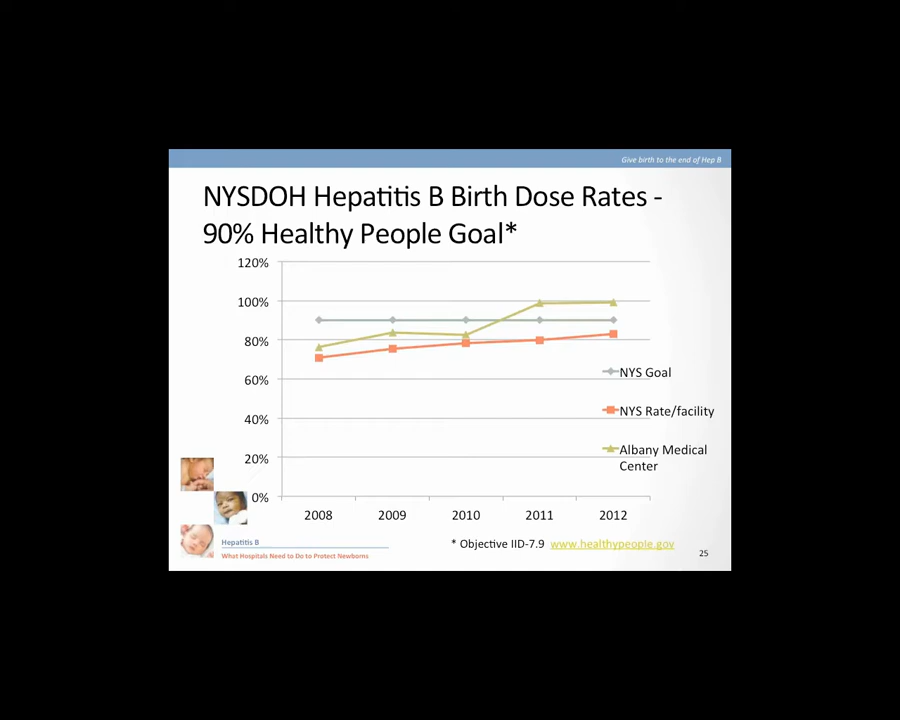 Give birth to the end of Hep B
NYSDOH Hepatitis B Birth Dose Rates -
90% Healthy People Goal*
120%
100%
80%
60%
40%
20%
0%
2008 2009 2010 2011 2012
NYS Goal
NYS Rate/facility
Albany Medical
Center
Hepatitis B
What Hospitals Need to Do to Protect Newborns
* Objective IID-7.9 www.healthypeople.gov
25